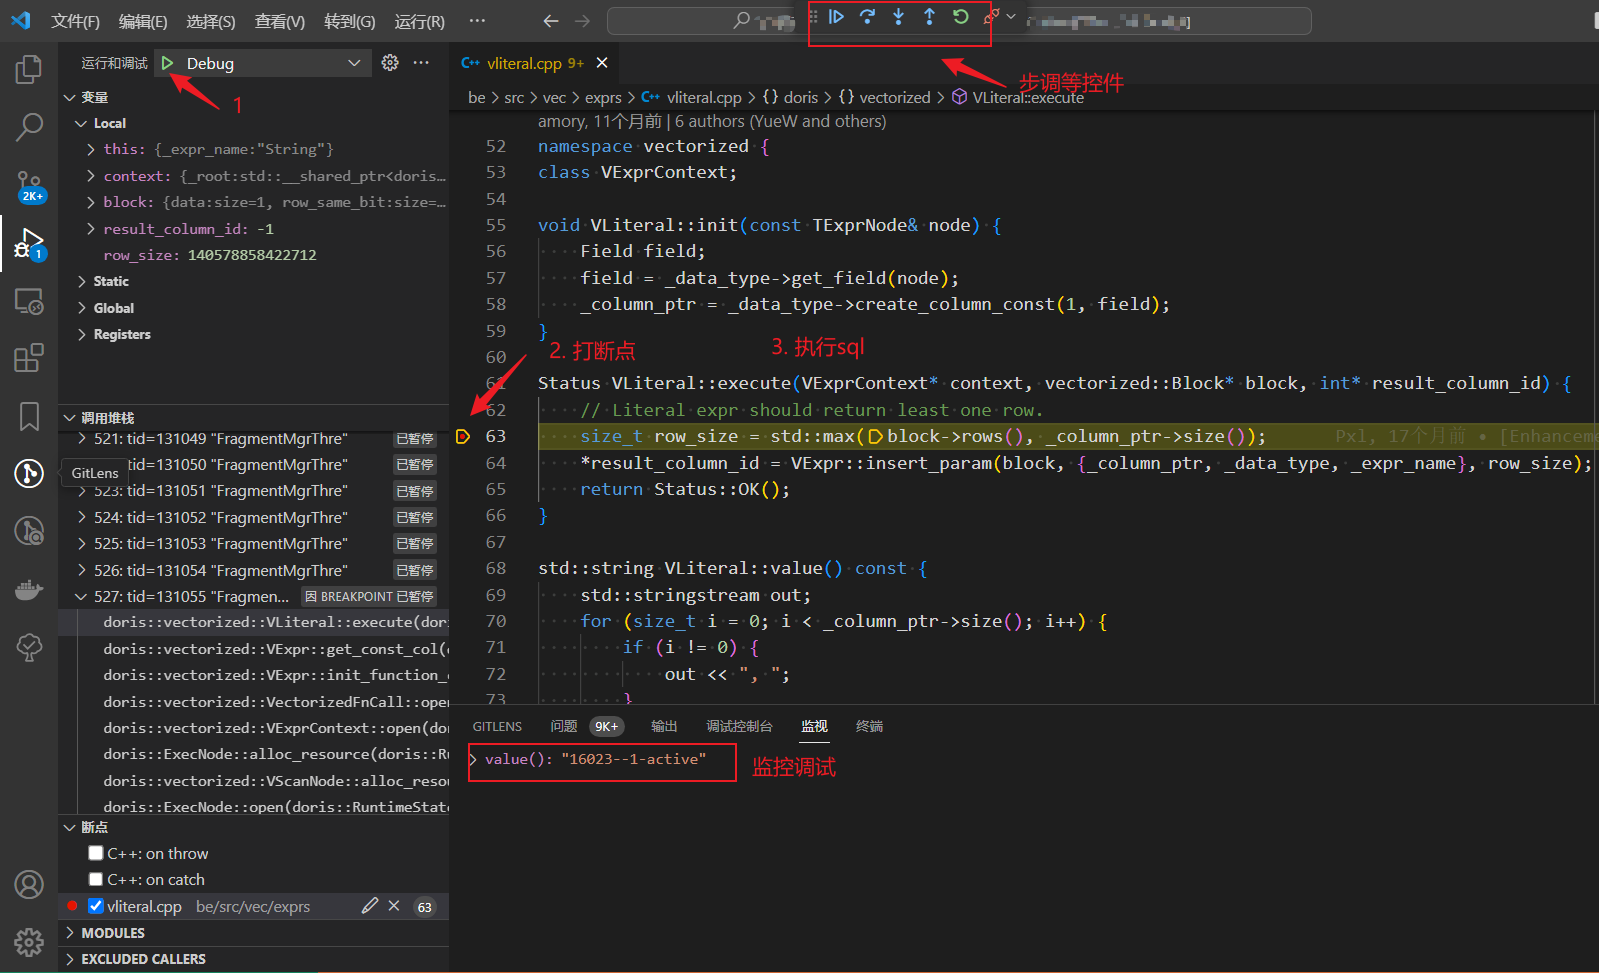 文件(F) 编辑(E) 选择(S) 查看(V) 转到(G) 运行(R) ···
运行和调试 Debug ···
1
变量
Local
this: {_expr_name:"String"}
context: {_root:std::__shared_ptr<doris...
block: {data:size=1, row_same_bit:size=...
result_column_id: -1
row_size: 140578858422712
Static
Global
Registers
调用堆栈
521: tid=131049 "FragmentMgrThre" 已暂停
tid=131050 "FragmentMgrThre" 已暂停
GitLens
523: tid=131051 "FragmentMgrThre" 已暂停
524: tid=131052 "FragmentMgrThre" 已暂停
525: tid=131053 "FragmentMgrThre" 已暂停
526: tid=131054 "FragmentMgrThre" 已暂停
527: tid=131055 "Fragmen... 因 BREAKPOINT 已暂停
doris::vectorized::VLiteral::execute(dor
doris::vectorized::VExpr::get_const_col(
doris::vectorized::VExpr::init_function_
doris::vectorized::VectorizedFnCall::ope
doris::vectorized::VExprContext::open(do
doris::ExecNode::alloc_resource(doris::R
doris::vectorized::VScanNode::alloc_reso
doris::ExecNode::open(doris::RuntimeState
断点
C++: on throw
C++: on catch
vliteral.cpp be/src/vec/exprs 63
MODULES
EXCLUDED CALLERS
2K+
1
步调等控件
vliteral.cpp 9+
be > src > vec > exprs > vliteral.cpp > {} doris > {} vectorized > VLiteral::execute
amory, 11个月前 | 6 authors (YueW and others)
52 namespace vectorized {
53 class VExprContext;
54
55 void VLiteral::init(const TExprNode& node) {
56 Field field;
57 field = _data_type->get_field(node);
58 _column_ptr = _data_type->create_column_const(1, field);
59 }
2. 打断点 3. 执行sql
60
61 Status VLiteral::execute(VExprContext* context, vectorized::Block* block, int* result_column_id) {
62 // Literal expr should return least one row.
63 size_t row_size = std::max(block->rows(), _column_ptr->size()); Pxl, 17个月前 • [Enhanceme
64 *result_column_id = VExpr::insert_param(block, {_column_ptr, _data_type, _expr_name}, row_size);
65 return Status::OK();
66 }
67
68 std::string VLiteral::value() const {
69 std::stringstream out;
70 for (size_t i = 0; i < _column_ptr->size(); i++) {
71 if (i != 0) {
72 out << ", ";
73 }
GITLENS 问题 9K+ 输出 调试控制台 监视 终端
value(): "16023--1-active"
监控调试